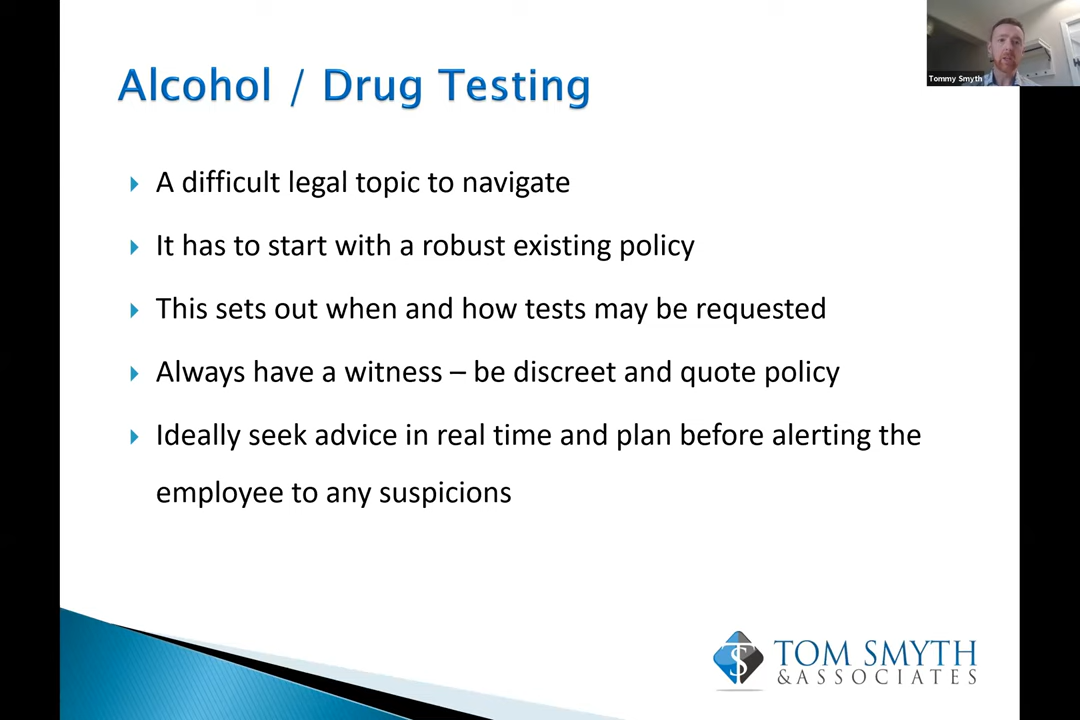 Tommy Smyth
Alcohol / Drug Testing
A difficult legal topic to navigate
It has to start with a robust existing policy
This sets out when and how tests may be requested
Always have a witness – be discreet and quote policy
Ideally seek advice in real time and plan before alerting the
employee to any suspicions
TOM SMYTH
&ASSOCIATES